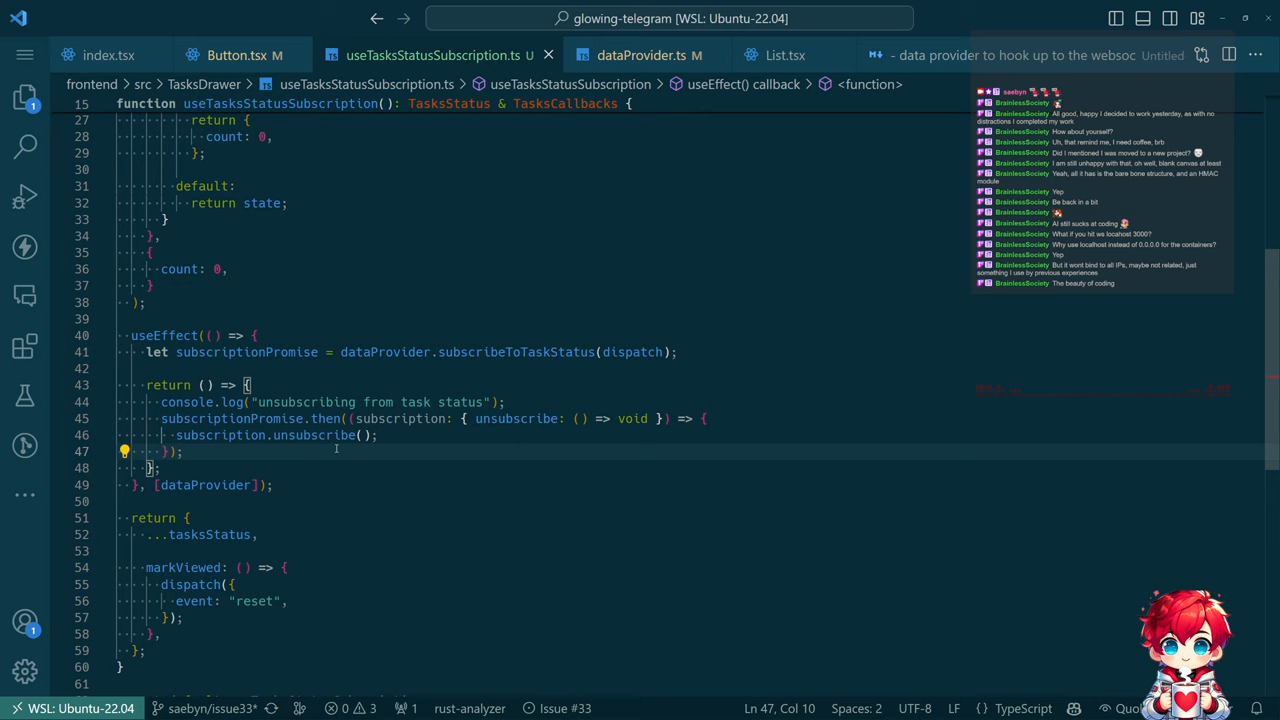 glowing-telegram [WSL: Ubuntu-22.04]
index.tsx
Button.tsx M
useTasksStatusSubscription.ts U
dataProvider.ts M
List.tsx
- data provider to hook up to the websoc Untitled
frontend > src > TasksDrawer > useTasksStatusSubscription.ts > useTasksStatusSubscription > useEffect() callback > <function>
15 function useTasksStatusSubscription(): TasksStatus & TasksCallbacks {
27 return {
28 count: 0,
29 };
30
31 default:
32 return state;
33 }
34 },
35 {
36 count: 0,
37 }
38 );
39
40 useEffect(() => {
41 let subscriptionPromise = dataProvider.subscribeToTaskStatus(dispatch);
42
43 return () => {
44 console.log("unsubscribing from task status");
45 subscriptionPromise.then((subscription: { unsubscribe: () => void }) => {
46 subscription.unsubscribe();
47 });
48 };
49 }, [dataProvider]);
50
51 return {
52 ...tasksStatus,
53
54 markViewed: () => {
55 dispatch({
56 event: "reset",
57 });
58 },
59 };
60 }
61
saebyn
BrainlessSociety
BrainlessSociety All good, happy I decided to work yesterday, as with no
distractions I completed my work
BrainlessSociety How about yourself?
BrainlessSociety Uh, that remind me, I need coffee, brb
BrainlessSociety Did I mentioned I was moved to a new project?
BrainlessSociety I am still unhappy with that, oh well, blank canvas at least
BrainlessSociety Yeah, all it has is the bare bone structure, and an HMAC
module
BrainlessSociety Yep
BrainlessSociety Be back in a bit
BrainlessSociety
BrainlessSociety AI still sucks at coding
BrainlessSociety What if you hit ws locahost 3000?
BrainlessSociety Why use localhost instead of 0.0.0.0 for the containers?
BrainlessSociety Yep
BrainlessSociety But it wont bind to all IPs, maybe not related, just
something I use by previous experiences
BrainlessSociety The beauty of coding
1
1
WSL: Ubuntu-22.04
saebyn/issue33*
0 3
1
rust-analyzer
Issue #33
Ln 47, Col 10
Spaces: 2
UTF-8
LF
TypeScript
Quo